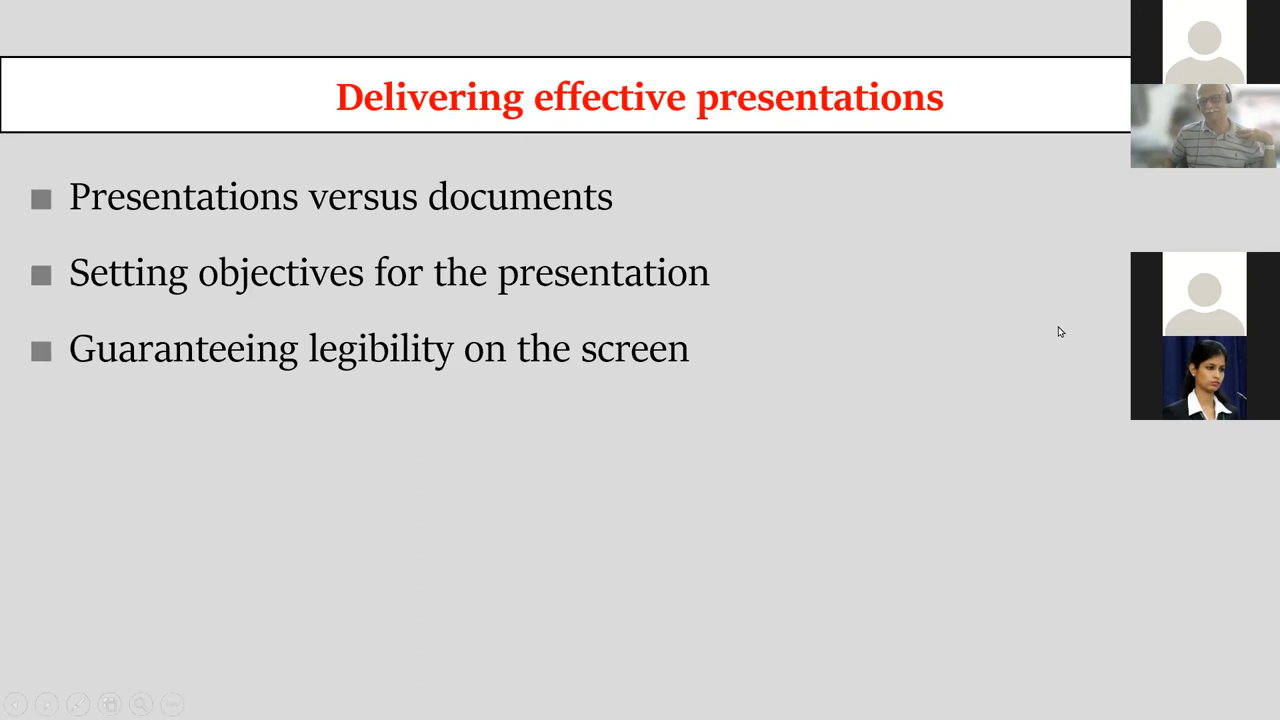 Delivering effective presentations
Presentations versus documents
Setting objectives for the presentation
Guaranteeing legibility on the screen